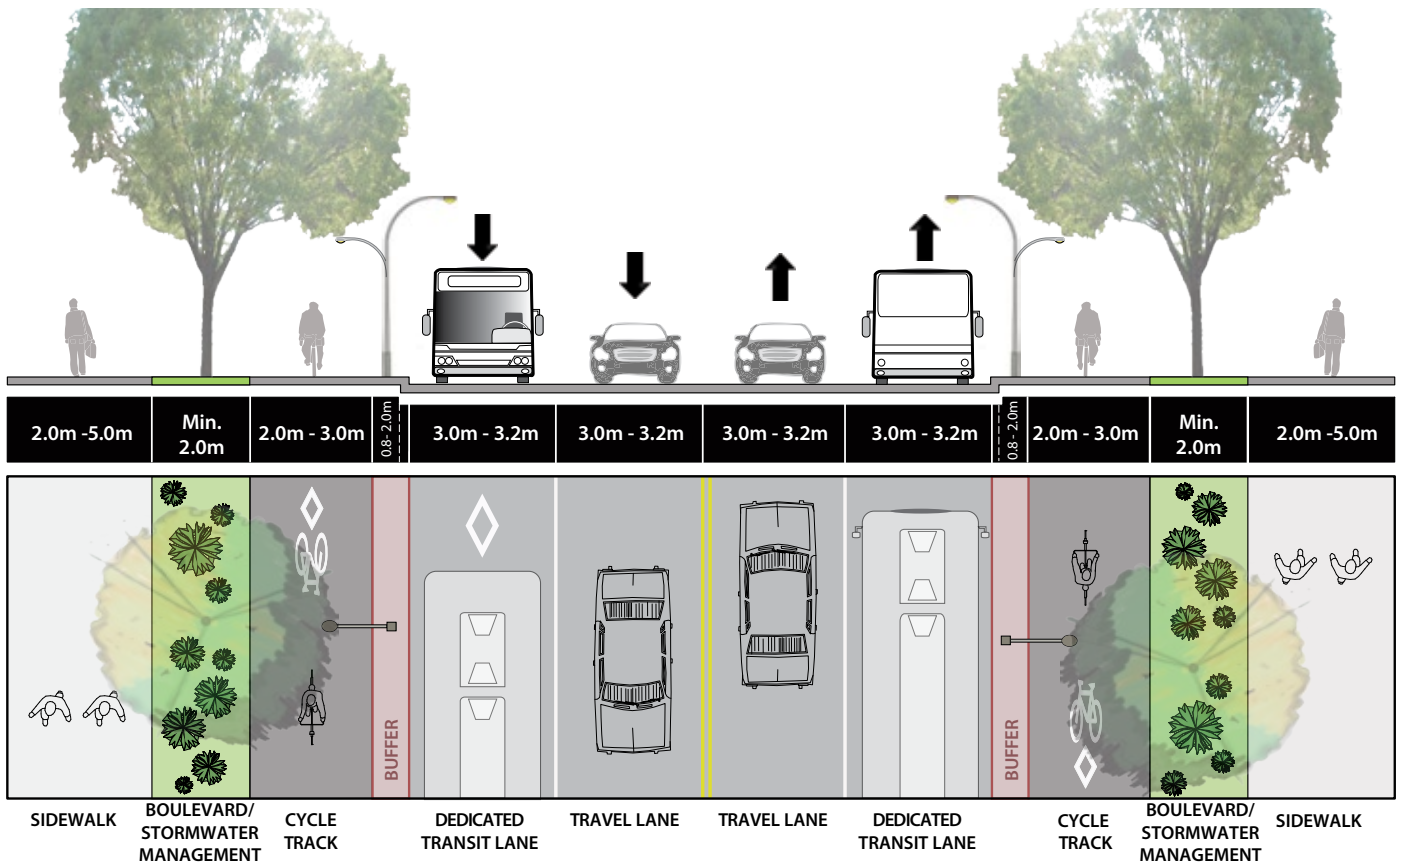 2.0m -5.0m
Min.
2.0m
2.0m - 3.0m
0.8- 2.0m
3.0m - 3.2m
3.0m - 3.2m
3.0m - 3.2m
3.0m - 3.2m
0.8 - 2.0m
2.0m - 3.0m
Min.
2.0m
2.0m -5.0m
BUFFER
BUFFER
SIDEWALK
BOULEVARD/
STORMWATER
MANAGEMENT
CYCLE
TRACK
DEDICATED
TRANSIT LANE
TRAVEL LANE
TRAVEL LANE
DEDICATED
TRANSIT LANE
CYCLE
TRACK
BOULEVARD/
STORMWATER
MANAGEMENT
SIDEWALK